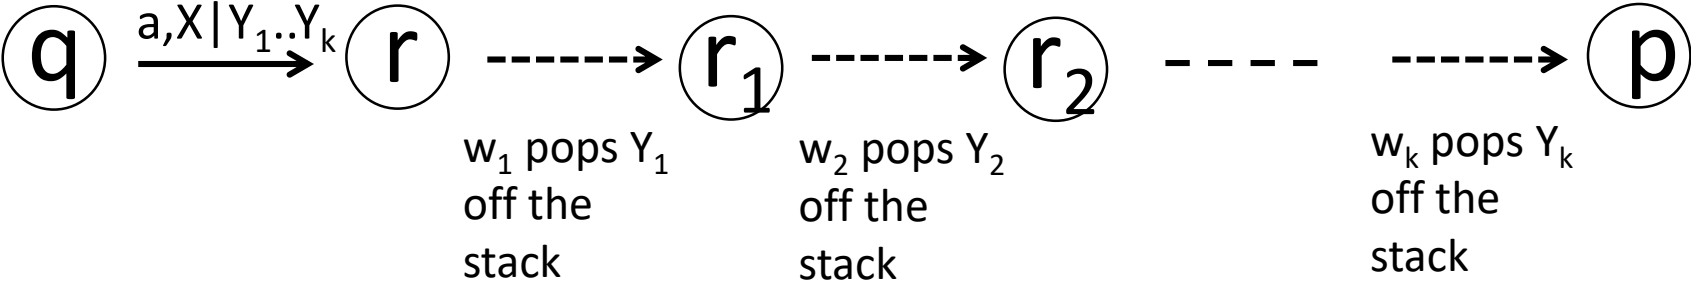 q a,X|Y₁..Yₖ r r₁ r₂ p
w₁ pops Y₁ w₂ pops Y₂ wₖ pops Yₖ
off the off the off the
stack stack stack